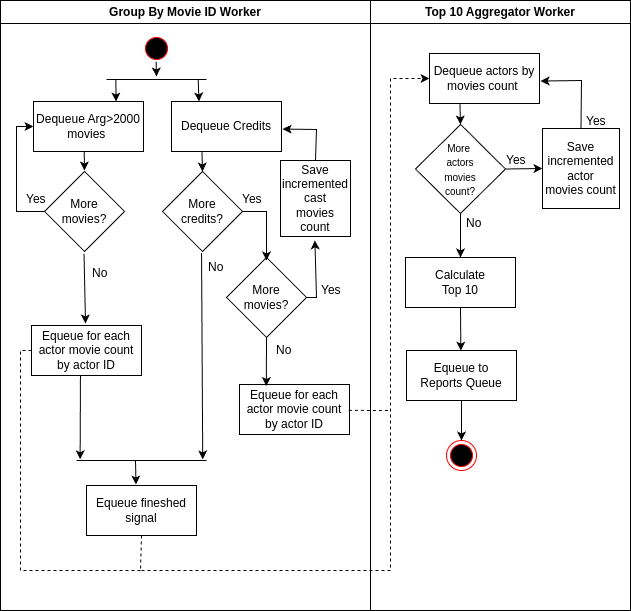 Group By Movie ID Worker
Top 10 Aggregator Worker
Dequeue Arg>2000
movies
Dequeue Credits
Yes
More
movies?
No
More
credits?
Yes
No
Save
incremented
cast
movies
count
More
movies?
Yes
No
Equeue for each
actor movie count
by actor ID
Equeue for each
actor movie count
by actor ID
Equeue fineshed
signal
Dequeue actors by
movies count
More
actors
movies
count?
Yes
Yes
Save
incremented
actor
movies count
No
Calculate
Top 10
Equeue to
Reports Queue